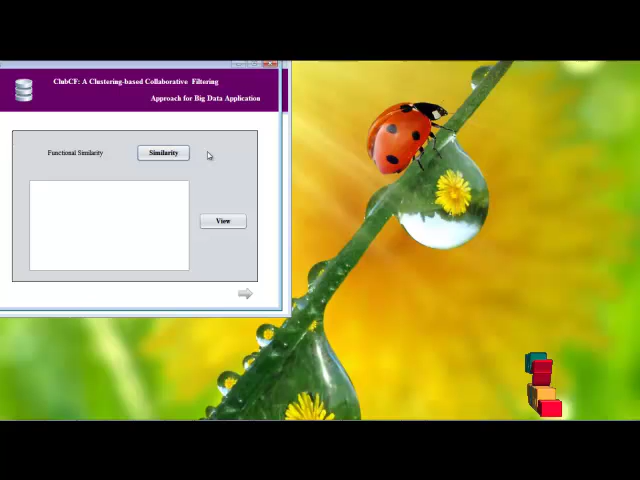 ClubCF: A Clustering-based Collaborative Filtering
Approach for Big Data Application
Functional Similarity
Similarity
View